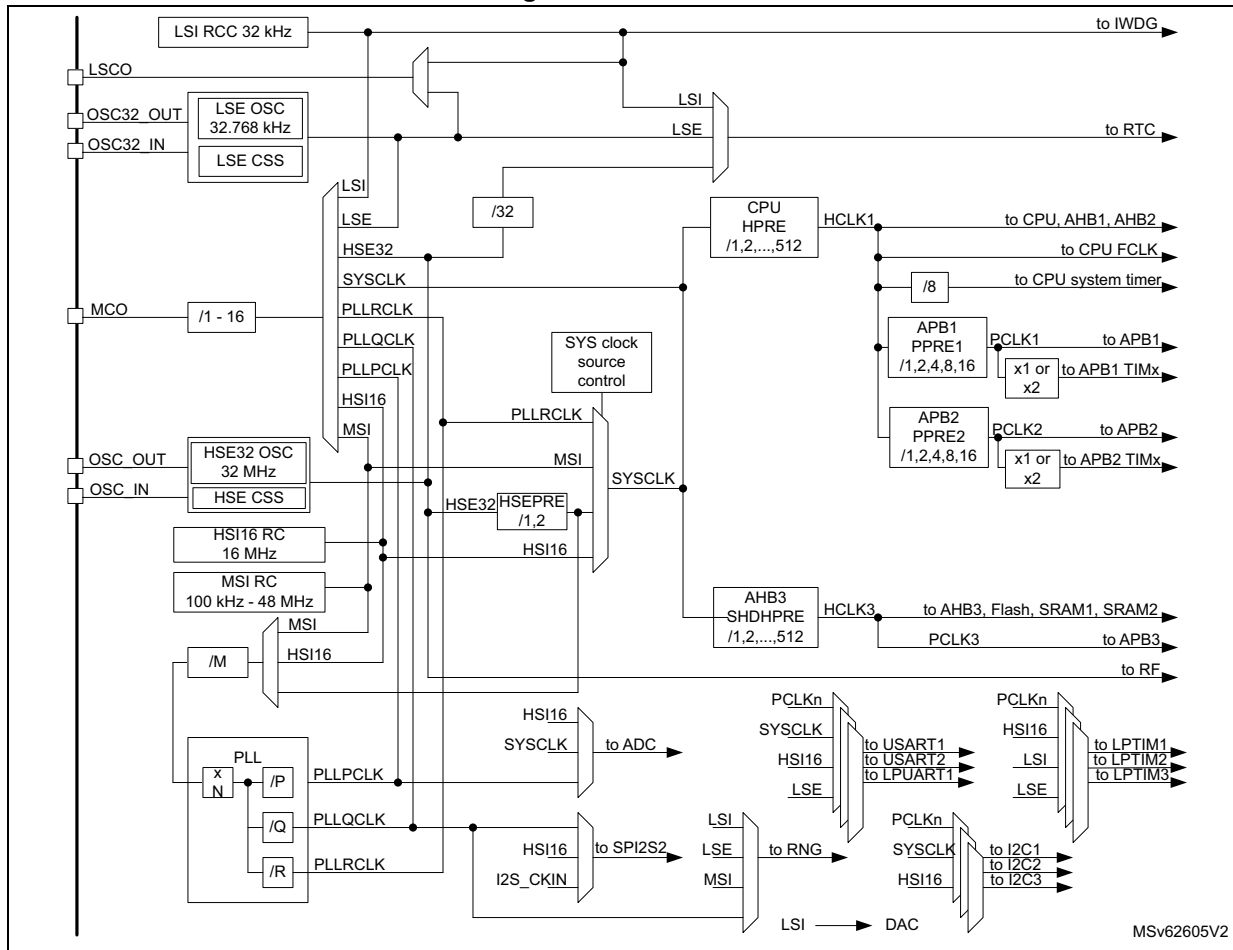 LSI RCC 32 kHz
to IWDG
LSCO
OSC32_OUT
LSE OSC
32.768 kHz
LSI
LSE
to RTC
OSC32_IN
LSE CSS
LSI
/32
CPU
HPRE
/1,2,...,512
HCLK1
to CPU, AHB1, AHB2
LSE
HSE32
to CPU FCLK
SYSCLK
/8
to CPU system timer
MCO
/1 - 16
PLLRCLK
PLLQCLK
PLLPCLK
HSI16
MSI
SYS clock
source
control
APB1
PPRE1
/1,2,4,8,16
PCLK1
to APB1
x1 or
x2
to APB1 TIMx
PLLRCLK
MSI
HSE32
HSEPRE
/1,2
HSI16
SYSCLK
APB2
PPRE2
/1,2,4,8,16
PCLK2
to APB2
x1 or
x2
to APB2 TIMx
OSC_OUT
HSE32 OSC
32 MHz
OSC_IN
HSE CSS
HSI16 RC
16 MHz
MSI RC
100 kHz - 48 MHz
AHB3
SHDHPRE
/1,2,...,512
HCLK3
to AHB3, Flash, SRAM1, SRAM2
PCLK3
to APB3
to RF
MSI
HSI16
/M
PLL
x
N
/P
PLLPCLK
/Q
PLLQCLK
/R
PLLRCLK
HSI16
SYSCLK
to ADC
HSI16
I2S_CKIN
to SPI2S2
LSI
LSE
MSI
to RNG
PCLKn
SYSCLK
HSI16
LSE
to USART1
to USART2
to LPUART1
PCLKn
HSI16
LSI
LSE
to LPTIM1
to LPTIM2
to LPTIM3
PCLKn
SYSCLK
HSI16
to I2C1
to I2C2
to I2C3
LSI
DAC
MSv62605V2